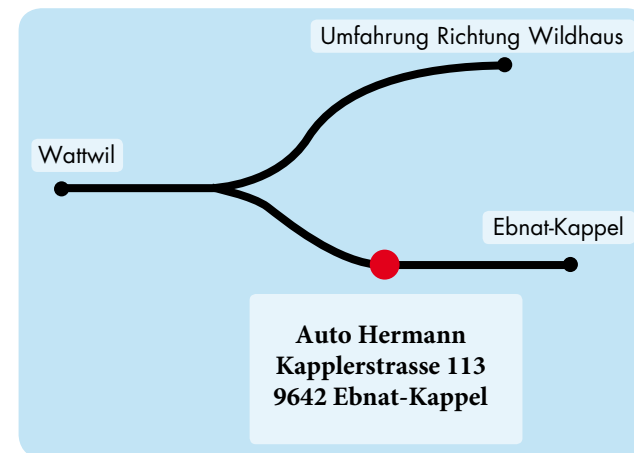 Umfahrung Richtung Wildhaus
Wattwil
Ebnat-Kappel
Auto Hermann
Kapplerstrasse 113
9642 Ebnat-Kappel